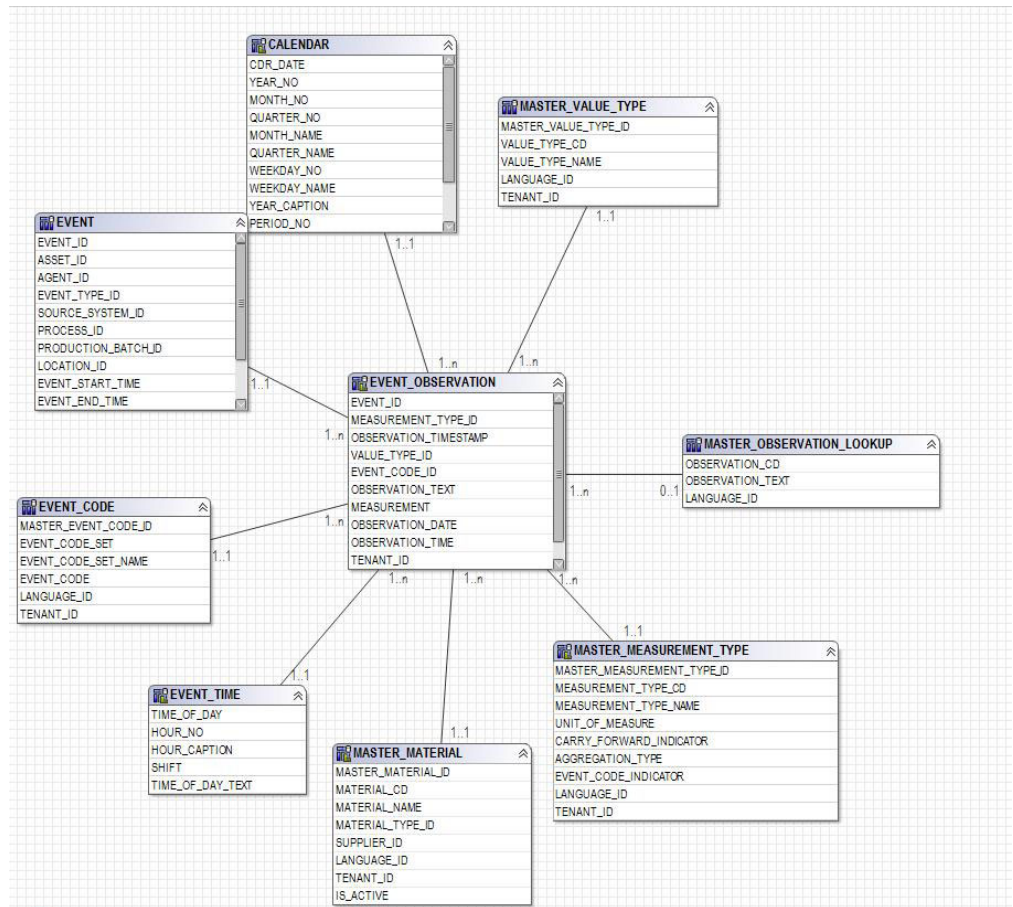 CALENDAR
CDR_DATE
YEAR_NO
MONTH_NO
QUARTER_NO
MONTH_NAME
QUARTER_NAME
WEEKDAY_NO
WEEKDAY_NAME
YEAR_CAPTION
PERIOD_NO
1..1
MASTER_VALUE_TYPE
MASTER_VALUE_TYPE_ID
VALUE_TYPE_CD
VALUE_TYPE_NAME
LANGUAGE_ID
TENANT_ID
1..1
EVENT
EVENT_ID
ASSET_ID
AGENT_ID
EVENT_TYPE_ID
SOURCE_SYSTEM_ID
PROCESS_ID
PRODUCTION_BATCH_ID
LOCATION_ID
EVENT_START_TIME
EVENT_END_TIME
1..1
1..n
1..n
1..n
EVENT_OBSERVATION
EVENT_ID
MEASUREMENT_TYPE_ID
OBSERVATION_TIMESTAMP
VALUE_TYPE_ID
EVENT_CODE_ID
OBSERVATION_TEXT
MEASUREMENT
OBSERVATION_DATE
OBSERVATION_TIME
TENANT_ID
1..n
0..1
MASTER_OBSERVATION_LOOKUP
OBSERVATION_CD
OBSERVATION_TEXT
LANGUAGE_ID
EVENT_CODE
MASTER_EVENT_CODE_ID
EVENT_CODE_SET
EVENT_CODE_SET_NAME
EVENT_CODE
LANGUAGE_ID
TENANT_ID
1..1
1..n
1..n
1..n
1..n
1..1
EVENT_TIME
TIME_OF_DAY
HOUR_NO
HOUR_CAPTION
SHIFT
TIME_OF_DAY_TEXT
1..1
MASTER_MATERIAL
MASTER_MATERIAL_ID
MATERIAL_CD
MATERIAL_NAME
MATERIAL_TYPE_ID
SUPPLIER_ID
LANGUAGE_ID
TENANT_ID
IS_ACTIVE
1..1
MASTER_MEASUREMENT_TYPE
MASTER_MEASUREMENT_TYPE_ID
MEASUREMENT_TYPE_CD
MEASUREMENT_TYPE_NAME
UNIT_OF_MEASURE
CARRY_FORWARD_INDICATOR
AGGREGATION_TYPE
EVENT_CODE_INDICATOR
LANGUAGE_ID
TENANT_ID